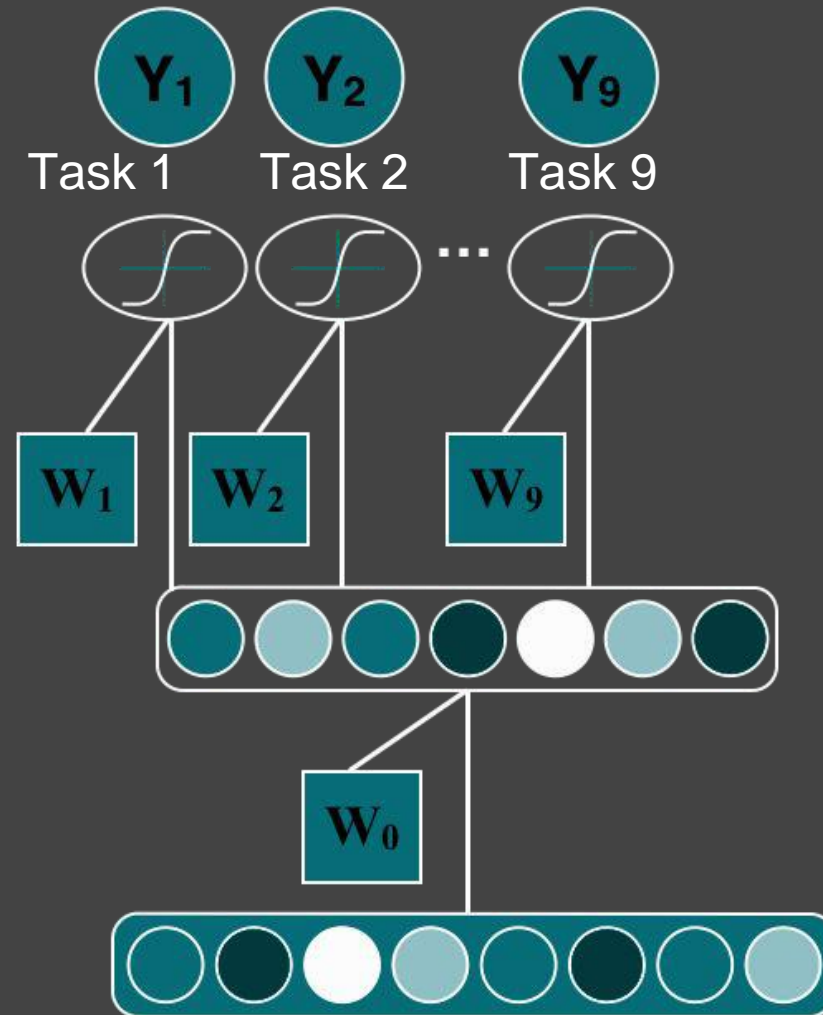 Y₁ Y₂ Y₉
Task 1 Task 2 Task 9
...
W₁ W₂ W₉
W₀